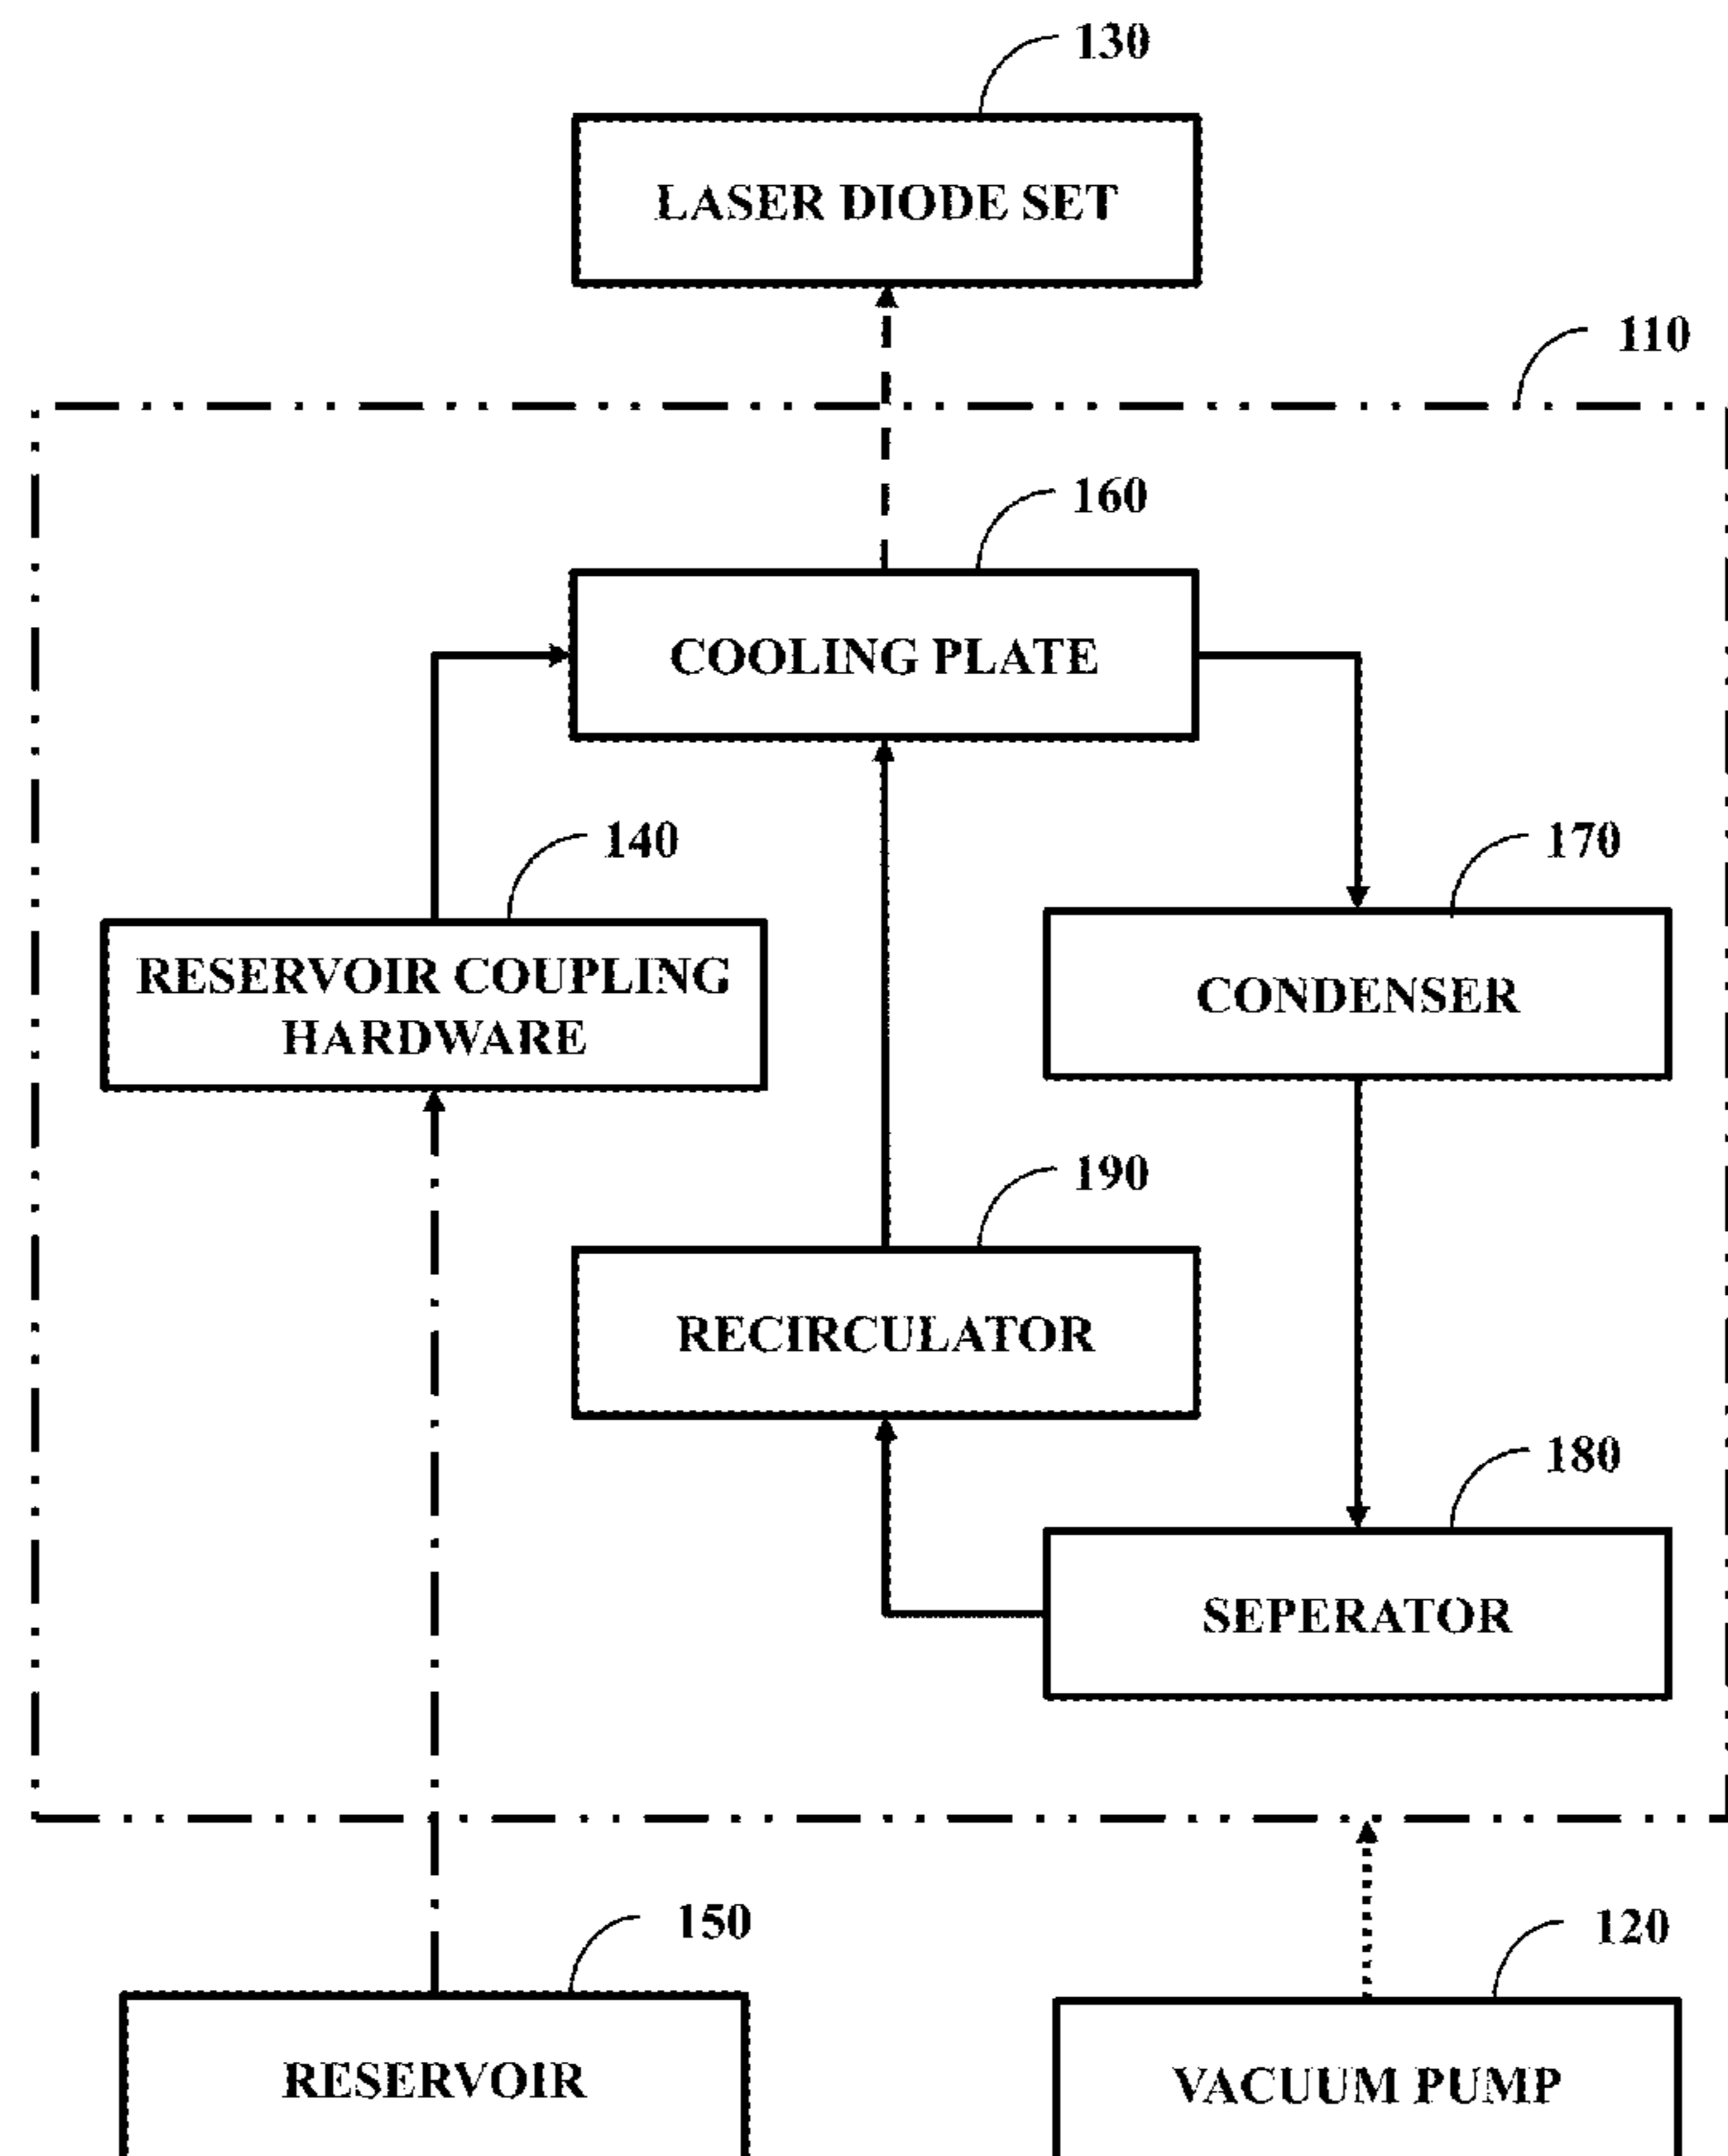 130
LASER DIODE SET
110
160
COOLING PLATE
140
170
RESERVOIR COUPLING
HARDWARE
CONDENSER
190
RECIRCULATOR
180
SEPERATOR
150
120
RESERVOIR
VACUUM PUMP